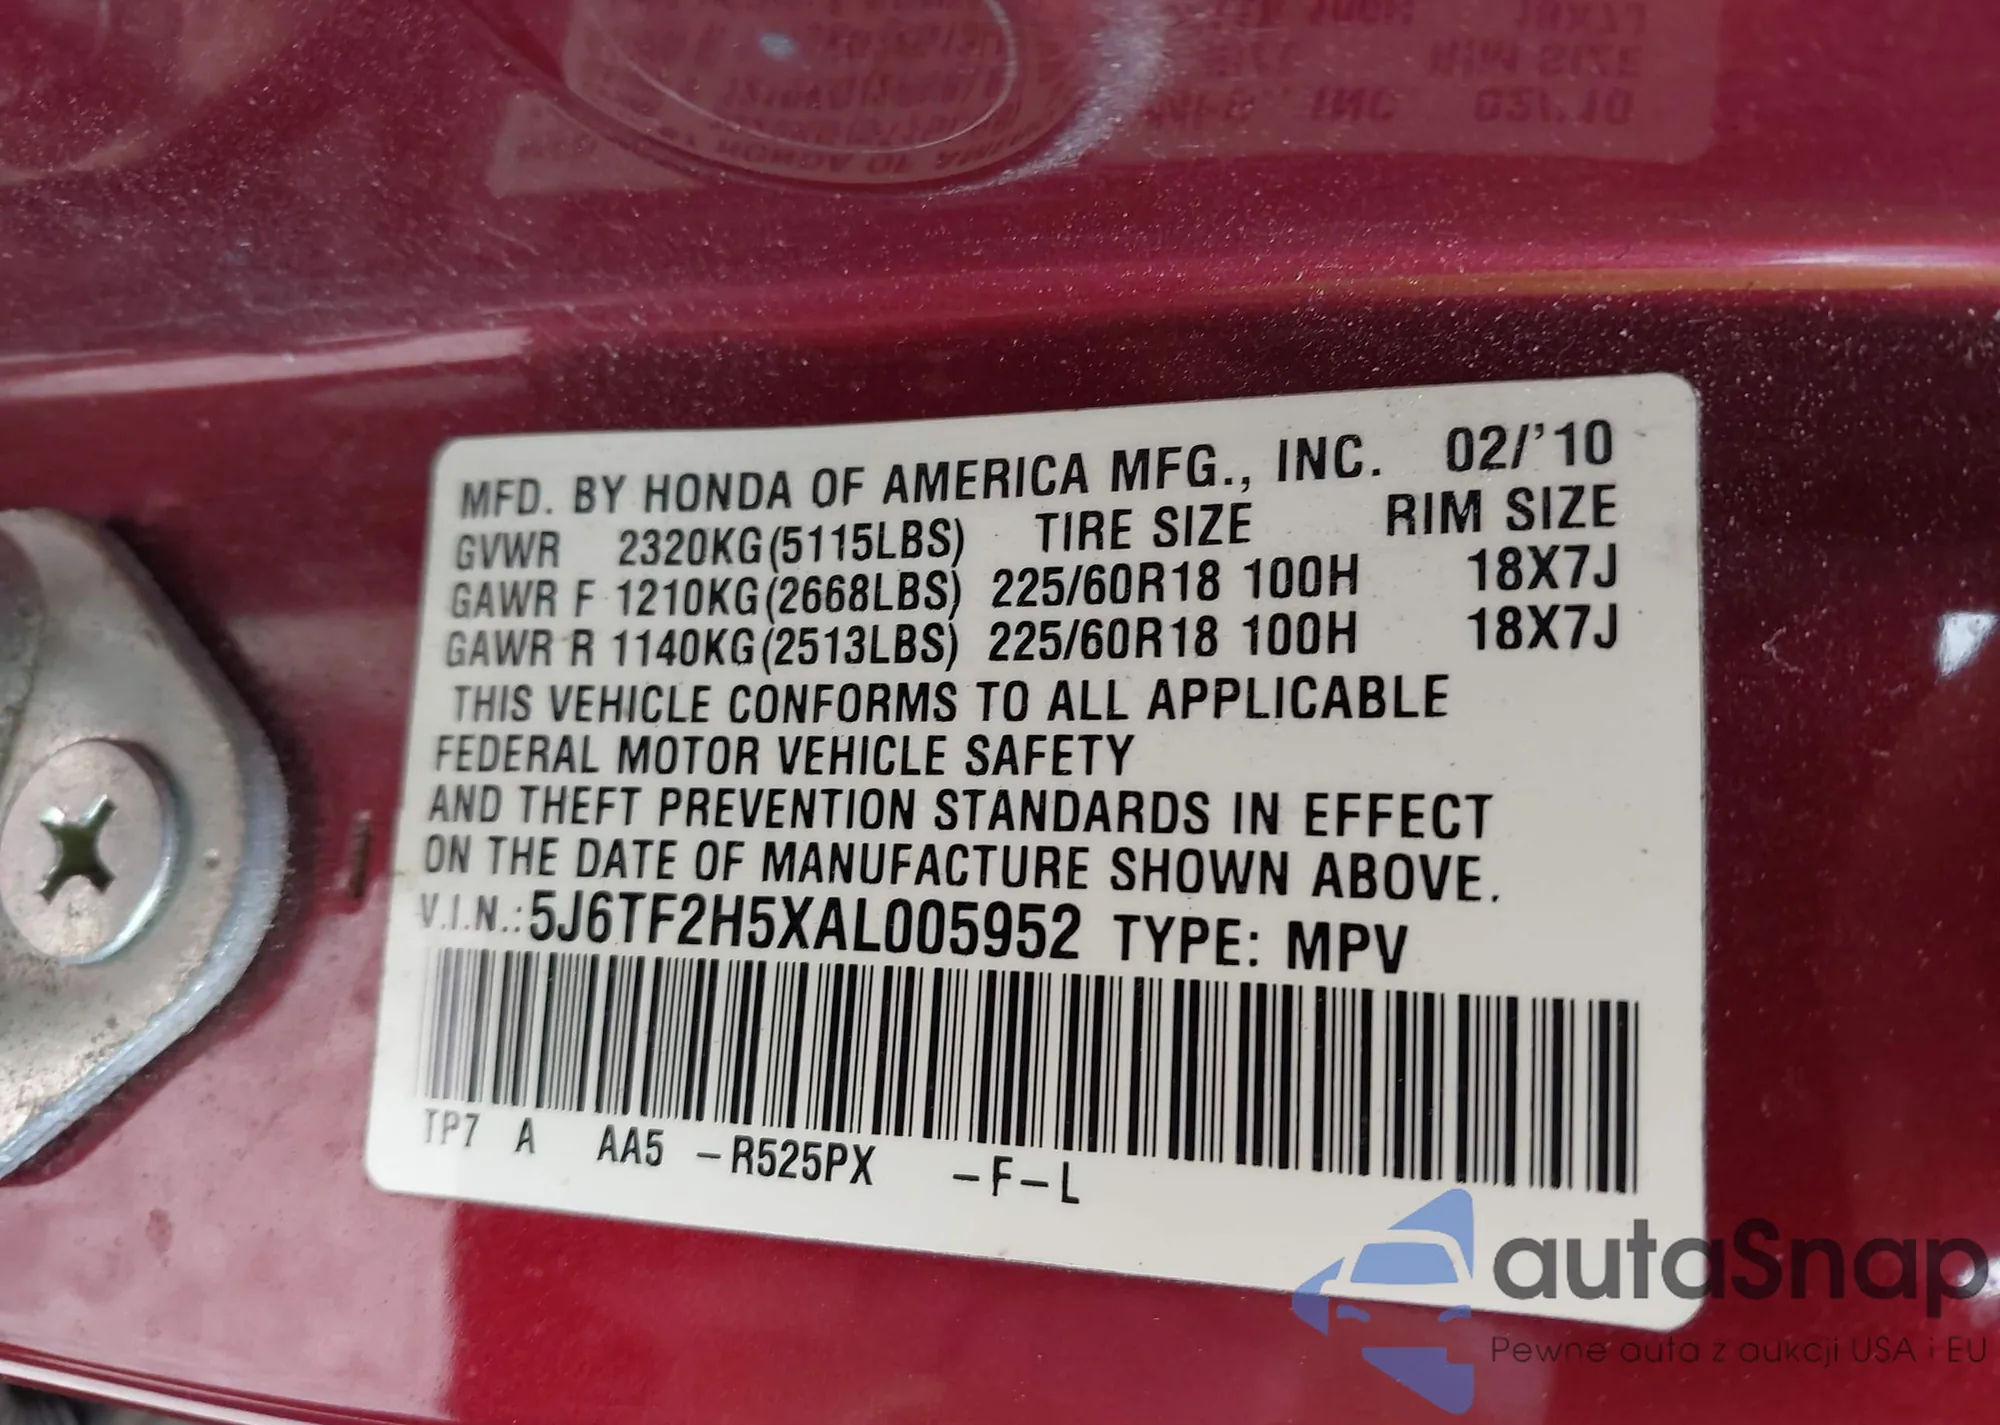 MFD. BY HONDA OF AMERICA MFG., INC. 02/'10
GVWR 2320KG(5115LBS) TIRE SIZE RIM SIZE
GAWR F 1210KG(2668LBS) 225/60R18 100H 18X7J
GAWR R 1140KG(2513LBS) 225/60R18 100H 18X7J
THIS VEHICLE CONFORMS TO ALL APPLICABLE
FEDERAL MOTOR VEHICLE SAFETY
AND THEFT PREVENTION STANDARDS IN EFFECT
ON THE DATE OF MANUFACTURE SHOWN ABOVE.
V.I.N.: 5J6TF2H5XAL005952 TYPE: MPV
TP7 A AA5 -R525PX -F-L
autaSnap
Pewne auta z aukcji USA i EU